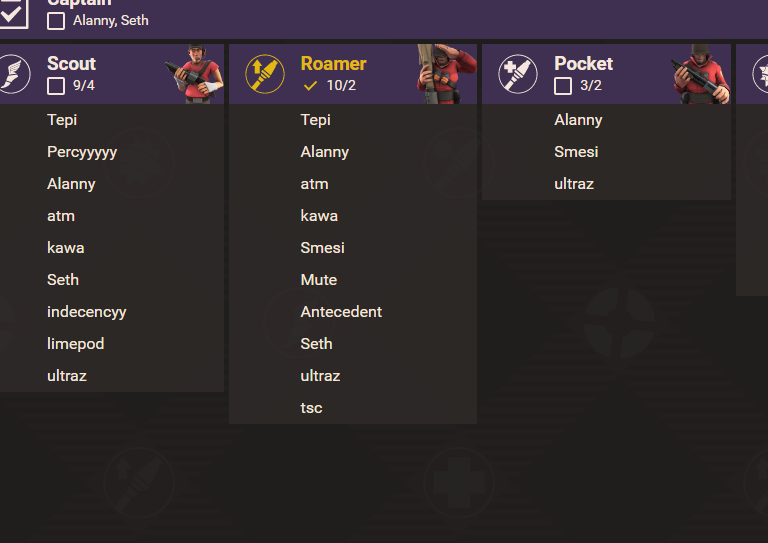 Captain
Alanny, Seth
Scout
9/4
Tepi
Percyyyyy
Alanny
atm
kawa
Seth
indecencyy
limepod
ultraz
Roamer
10/2
Tepi
Alanny
atm
kawa
Smesi
Mute
Antecedent
Seth
ultraz
tsc
Pocket
3/2
Alanny
Smesi
ultraz